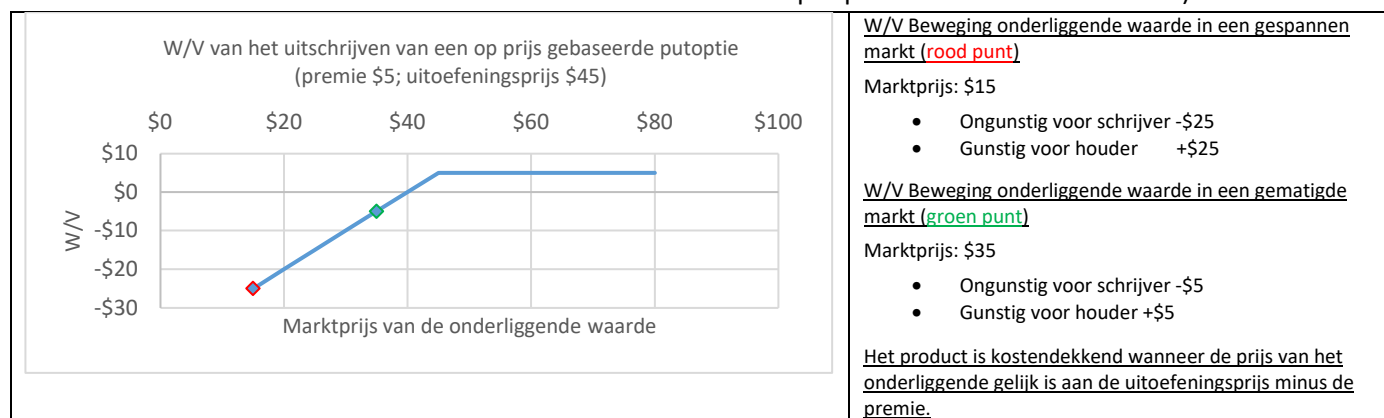 W/V van het uitschrijven van een op prijs gebaseerde putoptie
(premie $5; uitoefeningsprijs $45)
$0 $20 $40 $60 $80 $100
$10
$0
-$10
-$20
-$30
W/V
Marktprijs van de onderliggende waarde
W/V Beweging onderliggende waarde in een gespannen
markt (rood punt)
Marktprijs: $15
• Ongunstig voor schrijver -$25
• Gunstig voor houder +$25
W/V Beweging onderliggende waarde in een gematigde
markt (groen punt)
Marktprijs: $35
• Ongunstig voor schrijver -$5
• Gunstig voor houder +$5
Het product is kostendekkend wanneer de prijs van het
onderliggende gelijk is aan de uitoefeningsprijs minus de
premie.